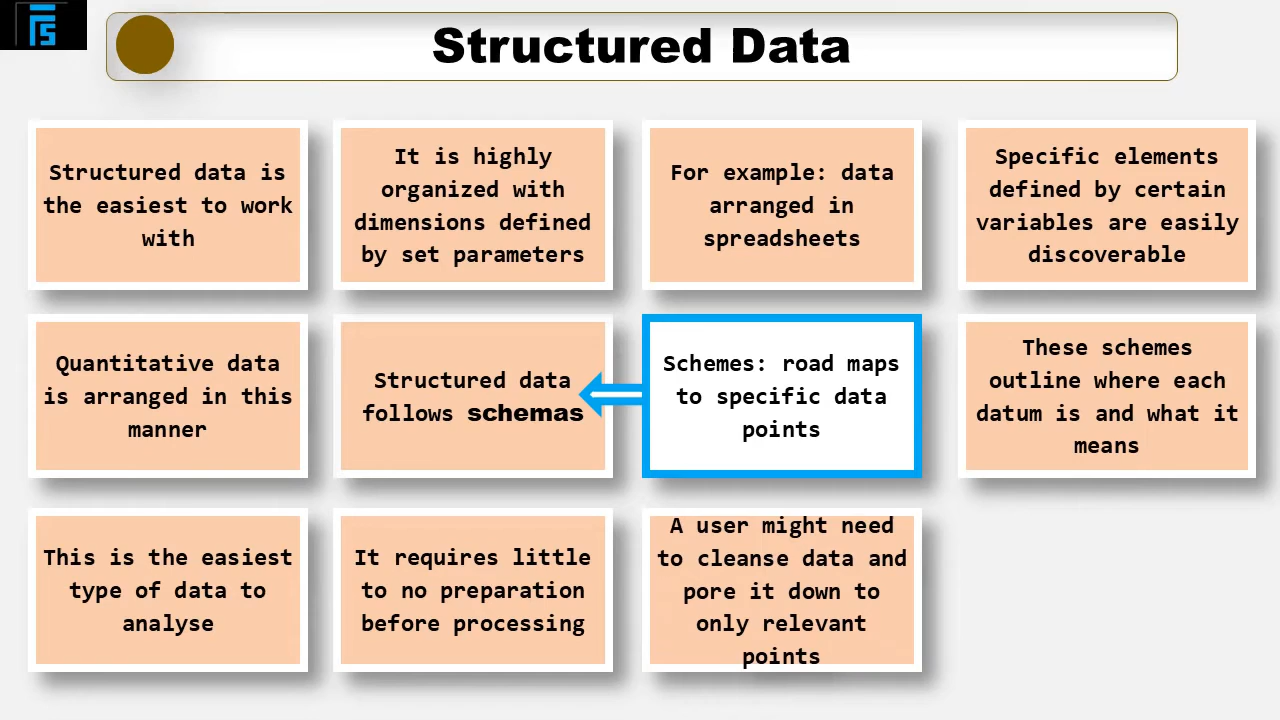 Structured Data
Structured data is
the easiest to work
with
It is highly
organized with
dimensions defined
by set parameters
For example: data
arranged in
spreadsheets
Specific elements
defined by certain
variables are easily
discoverable
Quantitative data
is arranged in this
manner
Structured data
follows schemas
Schemes: road maps
to specific data
points
These schemes
outline where each
datum is and what it
means
This is the easiest
type of data to
analyse
It requires little
to no preparation
before processing
A user might need
to cleanse data and
pore it down to
only relevant
points